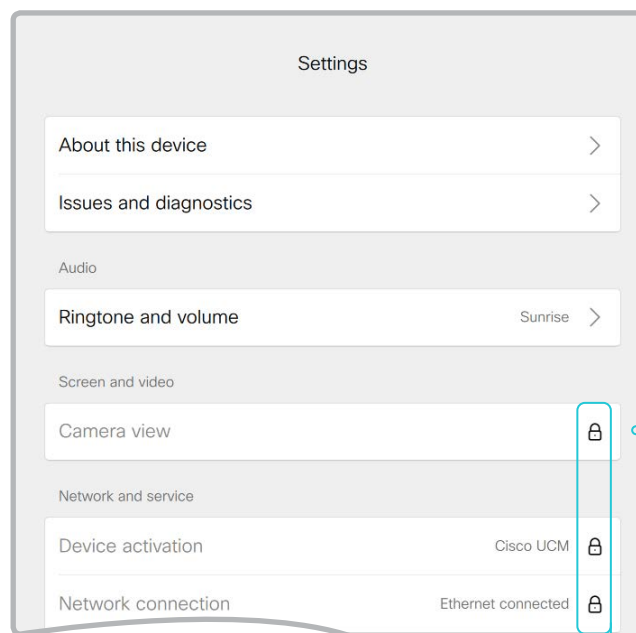 Settings
About this device
Issues and diagnostics
Audio
Ringtone and volume Sunrise
Screen and video
Camera view
Network and service
Device activation Cisco UCM
Network connection Ethernet connected